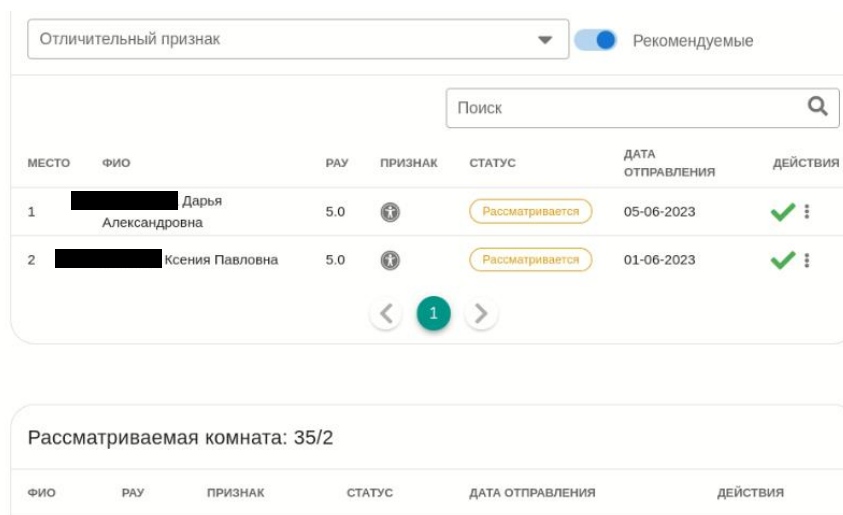 Отличительный признак
Рекомендуемые
Поиск
МЕСТО ФИО РАУ ПРИЗНАК СТАТУС ДАТА ОТПРАВЛЕНИЯ ДЕЙСТВИЯ
1 Дарья Александровна 5.0 Рассматривается 05-06-2023
2 Ксения Павловна 5.0 Рассматривается 01-06-2023
1
Рассматриваемая комната: 35/2
ФИО РАУ ПРИЗНАК СТАТУС ДАТА ОТПРАВЛЕНИЯ ДЕЙСТВИЯ